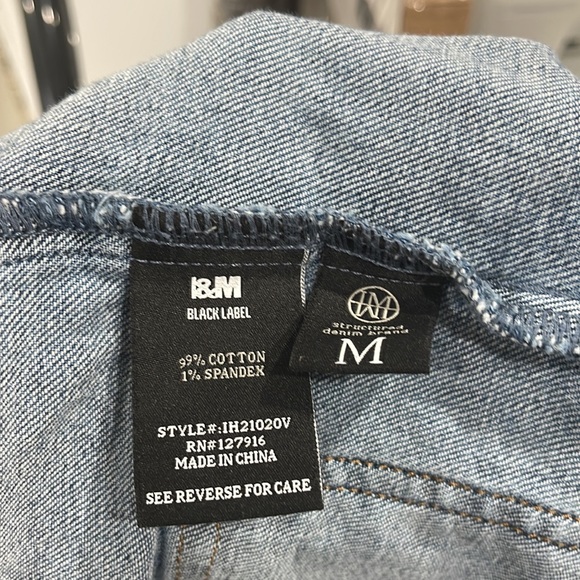 I&M
BLACK LABEL
99% COTTON
1% SPANDEX
STYLE#:IH21020V
RN#127916
MADE IN CHINA
SEE REVERSE FOR CARE
structured
denim brand
M